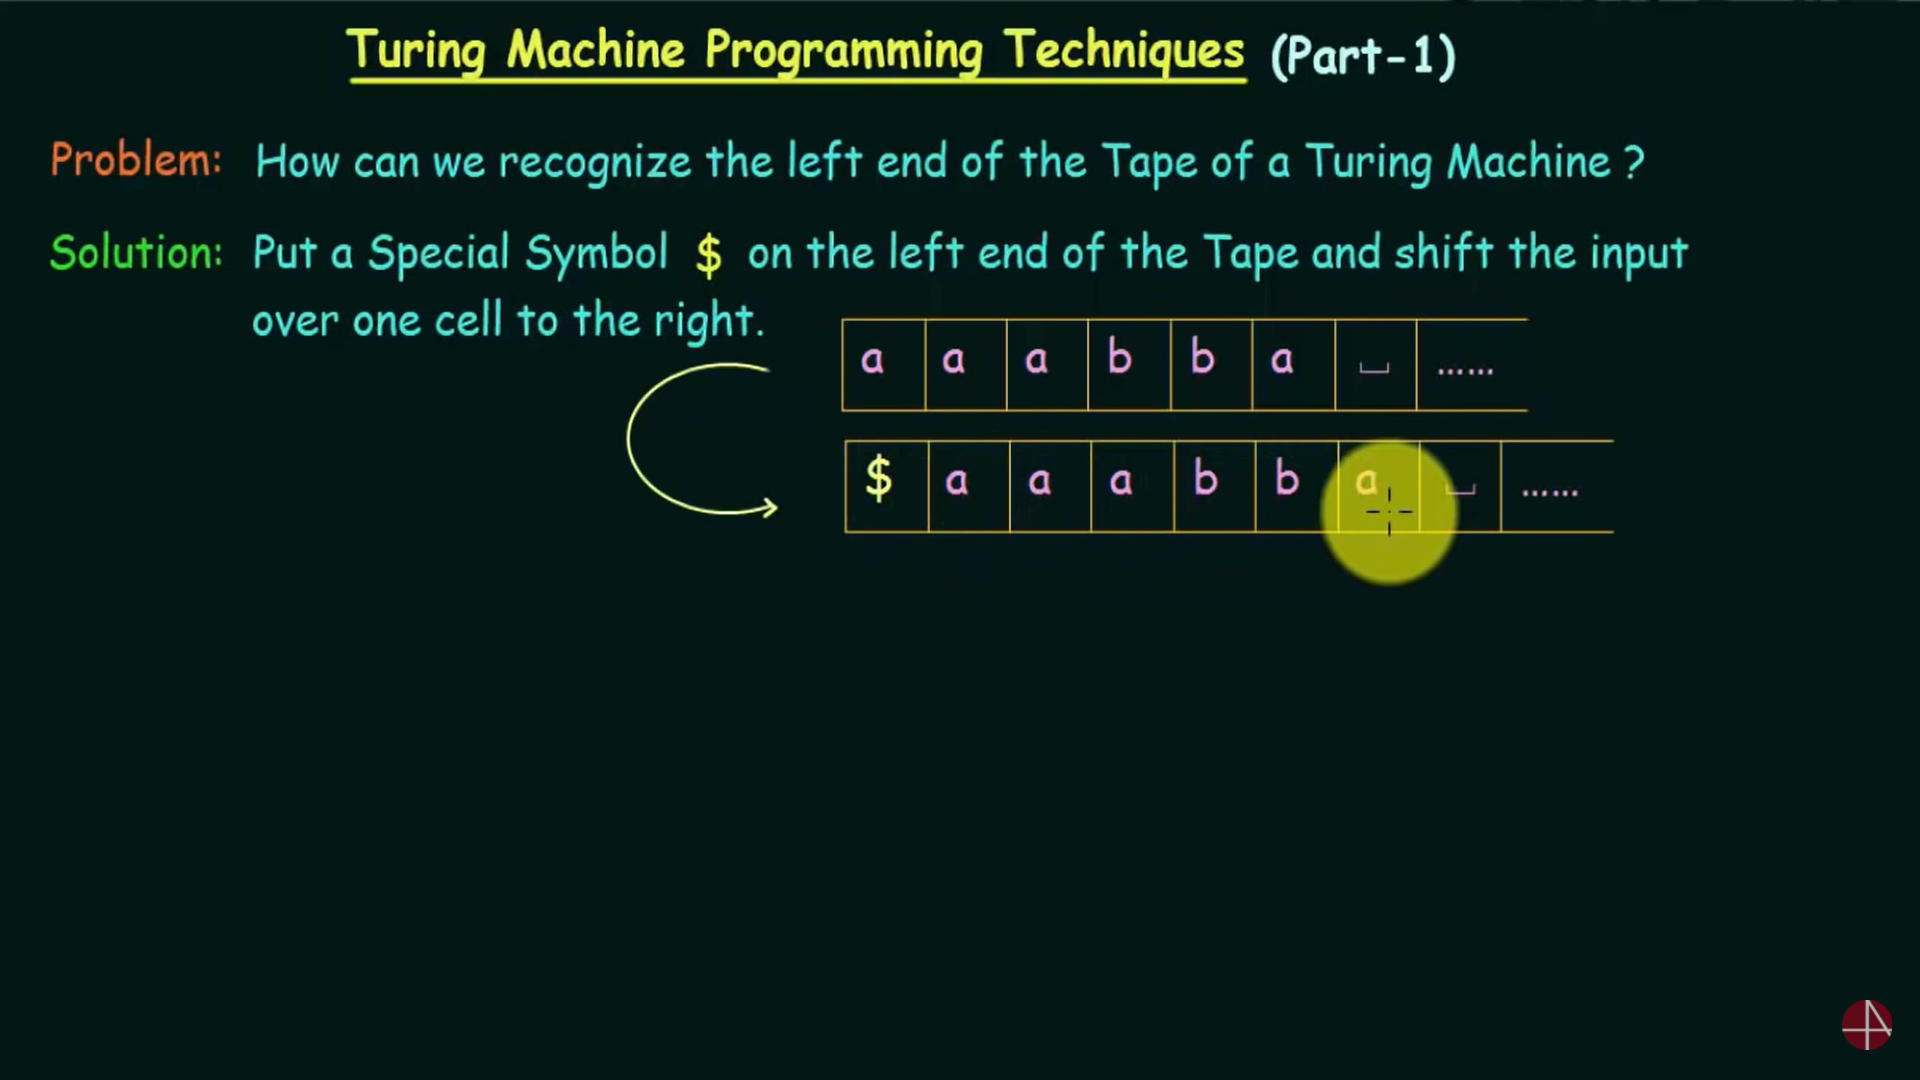 Turing Machine Programming Techniques (Part-1)
Problem: How can we recognize the left end of the Tape of a Turing Machine ?
Solution: Put a Special Symbol $ on the left end of the Tape and shift the input
over one cell to the right.
a a a b b a ⎵ ......
$ a a a b b a ⎵ ......